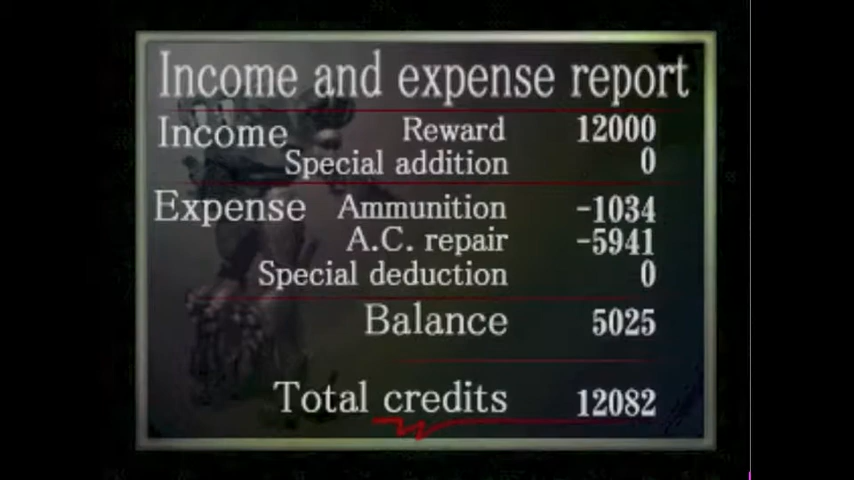 Income and expense report
Income Reward 12000
Special addition 0
Expense Ammunition -1034
A.C. repair -5941
Special deduction 0
Balance 5025
Total credits 12082